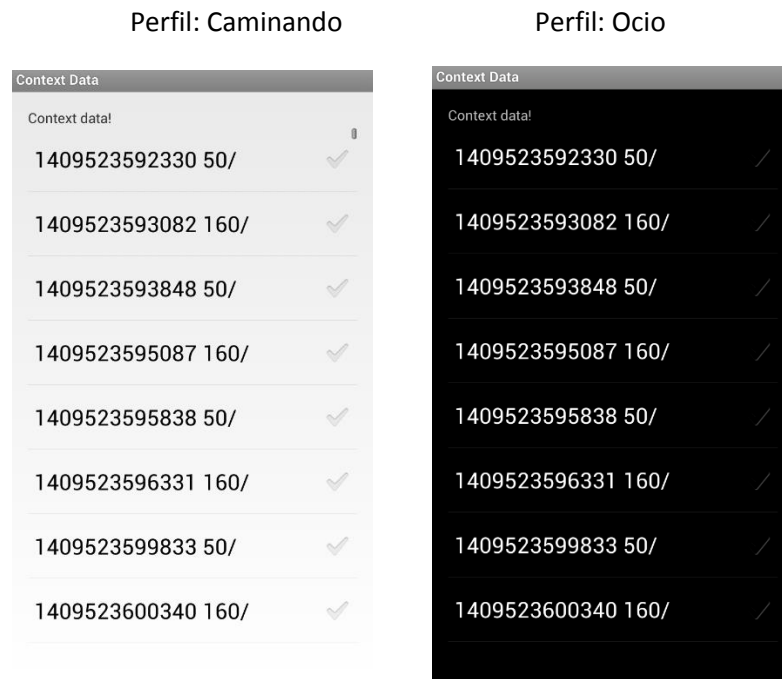 Perfil: Caminando
Perfil: Ocio
Context Data
Context data!
1409523592330 50/
1409523593082 160/
1409523593848 50/
1409523595087 160/
1409523595838 50/
1409523596331 160/
1409523599833 50/
1409523600340 160/
Context Data
Context data!
1409523592330 50/
1409523593082 160/
1409523593848 50/
1409523595087 160/
1409523595838 50/
1409523596331 160/
1409523599833 50/
1409523600340 160/